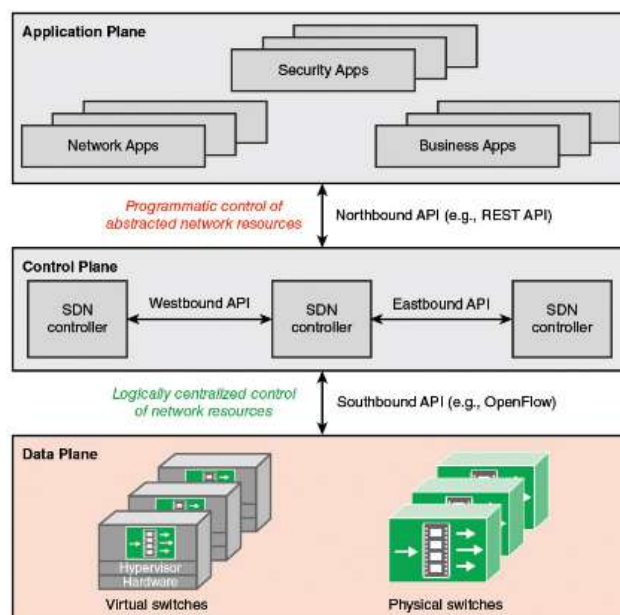 Application Plane
Security Apps
Network Apps
Business Apps
Programmatic control of
abstracted network resources
Northbound API (e.g., REST API)
Control Plane
SDN
controller
Westbound API
SDN
controller
Eastbound API
SDN
controller
Logically centralized control
of network resources
Southbound API (e.g., OpenFlow)
Data Plane
Hypervisor
Hardware
Virtual switches
Physical switches